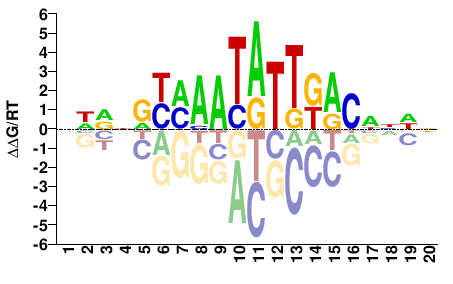 6
5
4
3
2
1
0
-1
-2
-3
-4
-5
-6
ΔΔG/RT
1 2 3 4 5 6 7 8 9 10 11 12 13 14 15 16 17 18 19 20
T A G T A A A T A T T G A C A A
A G A C C C G T G C T G T
G C C A G T T G T C A A T A C
T G G C A C G C C C G